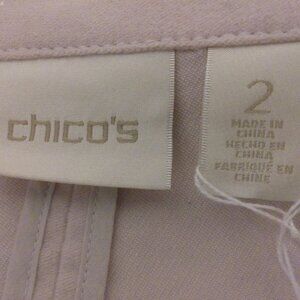 chico's
2
MADE IN
CHINA
HECHO EN
CHINA
FABRIQUÉ EN
CHINE